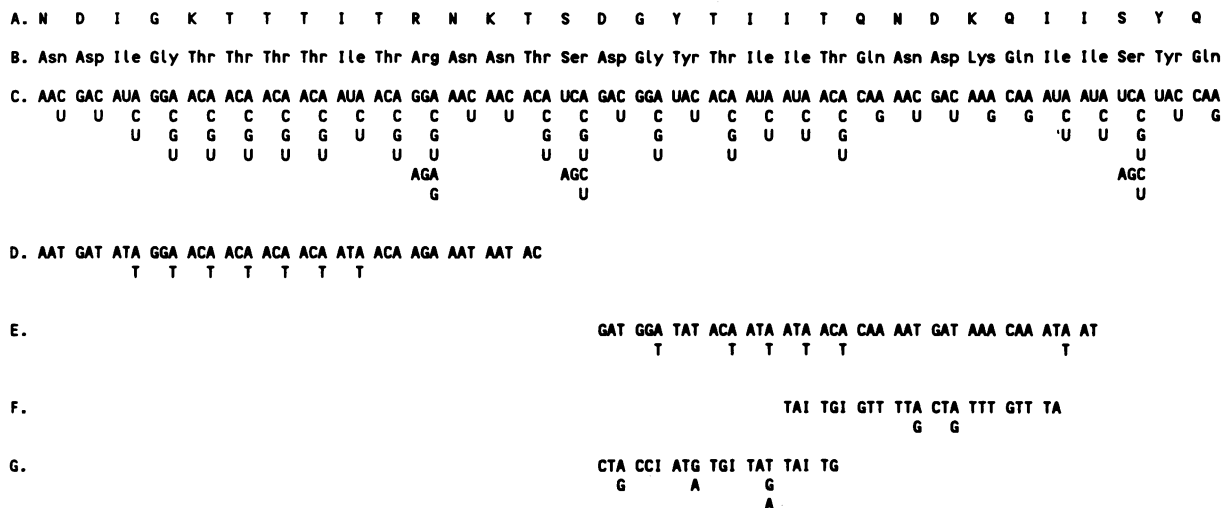 A. N D I G K T T T I T R N K T S D G Y T I I T Q N D K Q I I S Y Q
B. Asn Asp Ile Gly Thr Thr Thr Thr Ile Thr Arg Asn Asn Thr Ser Asp Gly Tyr Thr Ile Ile Thr Gln Asn Asp Lys Gln Ile Ile Ser Tyr Gln
C. AAC GAC AUA GGA ACA ACA ACA ACA AUA ACA GGA AAC AAC ACA UCA GAC GGA UAC ACA AUA AUA ACA CAA AAC GAC AAA CAA AUA AUA UCA UAC CAA
U U C C C C C C C C C U U C C U C U C C C C G U U G G C C C U G
U G G G G G U G G G G G G U U G 'U U G
U U U U U U U U U U U U U
AGA AGC AGC
G U U
D. AAT GAT ATA GGA ACA ACA ACA ACA ATA ACA AGA AAT AAT AC
T T T T T T T
E. GAT GGA TAT ACA ATA ATA ACA CAA AAT GAT AAA CAA ATA AT
T T T T T T
F. TAI TGI GTT TTA CTA TTT GTT TA
G G
G. CTA CCI ATG TGI TAT TAI TG
G A G
A